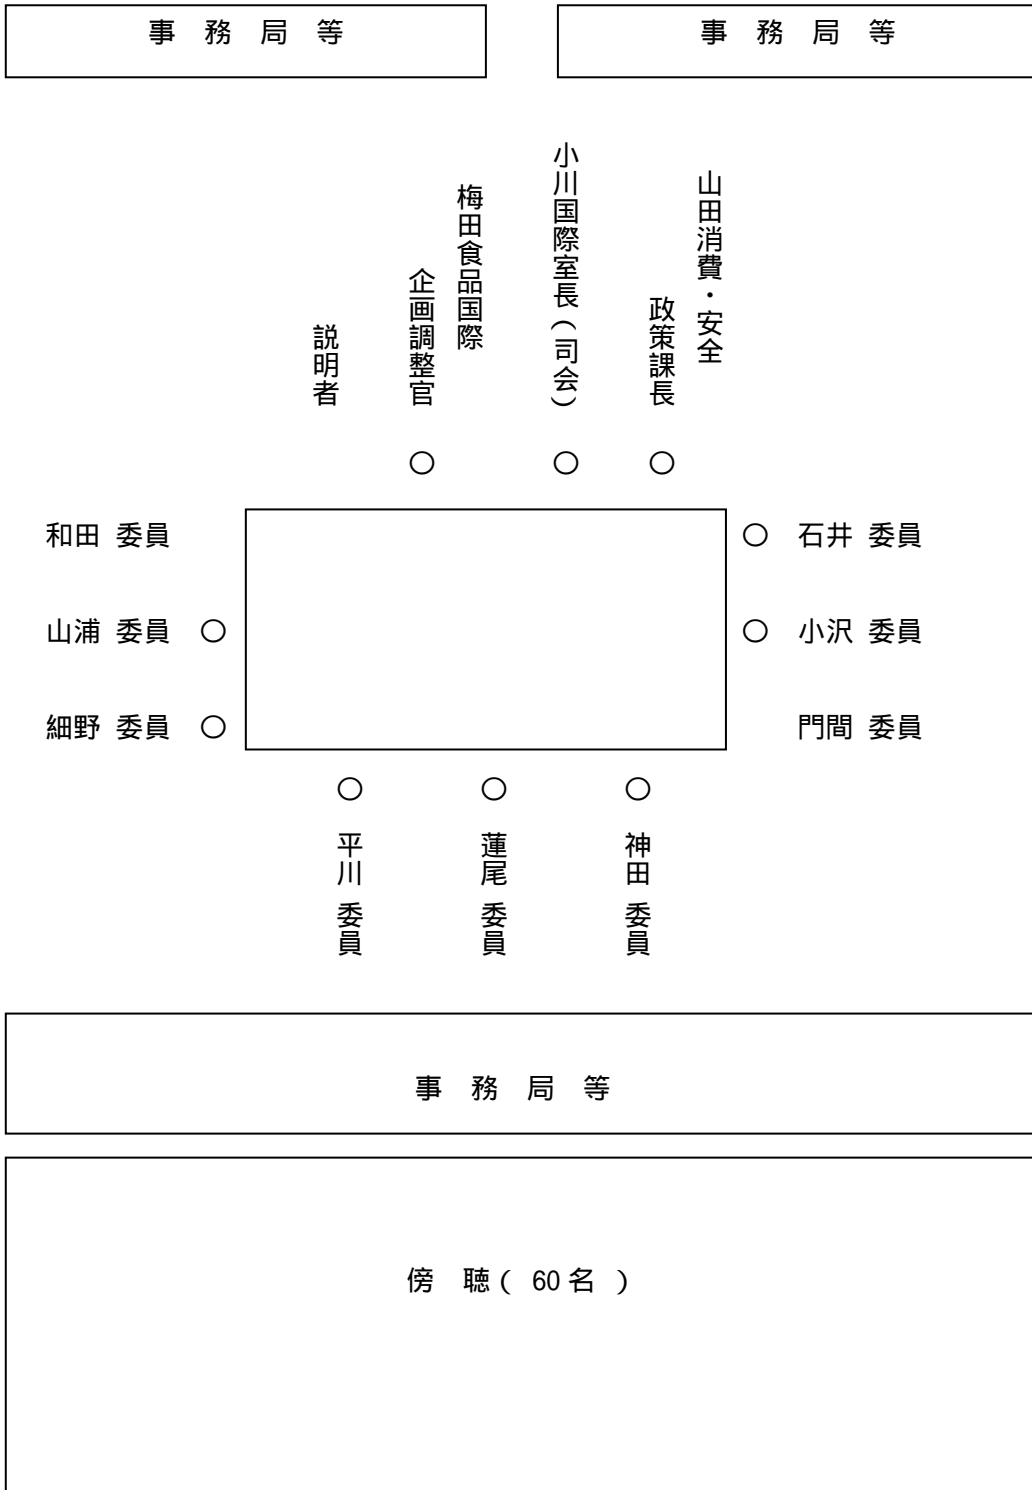 事 務 局 等
事 務 局 等
山田消費・安全
政策課長
小川国際室長(司会)
梅田食品国際
企画調整官
説明者
○ ○ ○
和田 委員
○ 石井 委員
山浦 委員 ○
○ 小沢 委員
細野 委員 ○
門間 委員
○ ○ ○
平川 委員
蓮尾 委員
神田 委員
事 務 局 等
傍 聴( 60 名 )